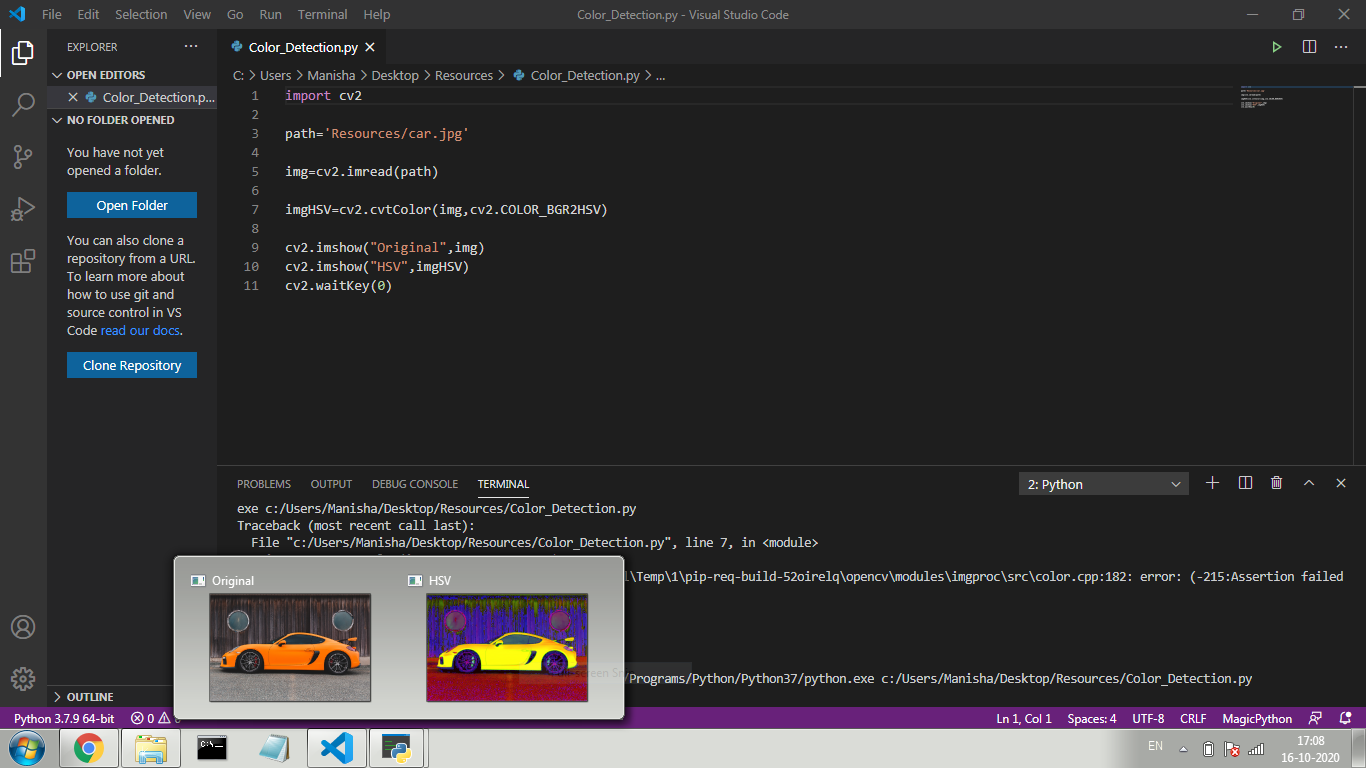 File Edit Selection View Go Run Terminal Help
Color_Detection.py - Visual Studio Code
EXPLORER
OPEN EDITORS
Color_Detection.p...
NO FOLDER OPENED
You have not yet
opened a folder.
Open Folder
You can also clone a
repository from a URL.
To learn more about
how to use git and
source control in VS
Code read our docs.
Clone Repository
OUTLINE
Color_Detection.py
C: > Users > Manisha > Desktop > Resources > Color_Detection.py > ...
1 import cv2
2
3 path='Resources/car.jpg'
4
5 img=cv2.imread(path)
6
7 imgHSV=cv2.cvtColor(img,cv2.COLOR_BGR2HSV)
8
9 cv2.imshow("Original",img)
10 cv2.imshow("HSV",imgHSV)
11 cv2.waitKey(0)
PROBLEMS OUTPUT DEBUG CONSOLE TERMINAL
2: Python
exe c:/Users/Manisha/Desktop/Resources/Color_Detection.py
Traceback (most recent call last):
File "c:/Users/Manisha/Desktop/Resources/Color_Detection.py", line 7, in <module>
l\Temp\1\pip-req-build-52oirelq\opencv\modules\imgproc\src\color.cpp:182: error: (-215:Assertion failed
/Programs/Python/Python37/python.exe c:/Users/Manisha/Desktop/Resources/Color_Detection.py
Original
HSV
Python 3.7.9 64-bit
0
Ln 1, Col 1 Spaces: 4 UTF-8 CRLF MagicPython
EN
17:08
16-10-2020